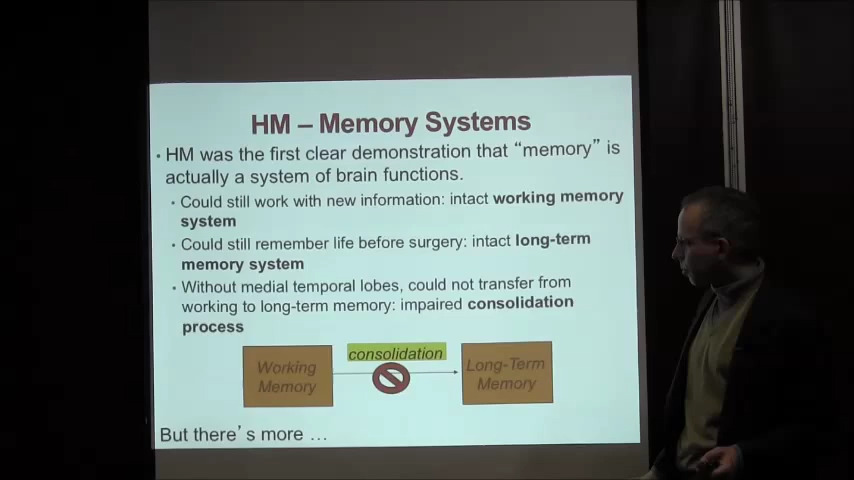 HM – Memory Systems
• HM was the first clear demonstration that “memory” is
actually a system of brain functions.
• Could still work with new information: intact working memory
system
• Could still remember life before surgery: intact long-term
memory system
• Without medial temporal lobes, could not transfer from
working to long-term memory: impaired consolidation
process
Working
Memory
consolidation
Long-Term
Memory
But there’s more …